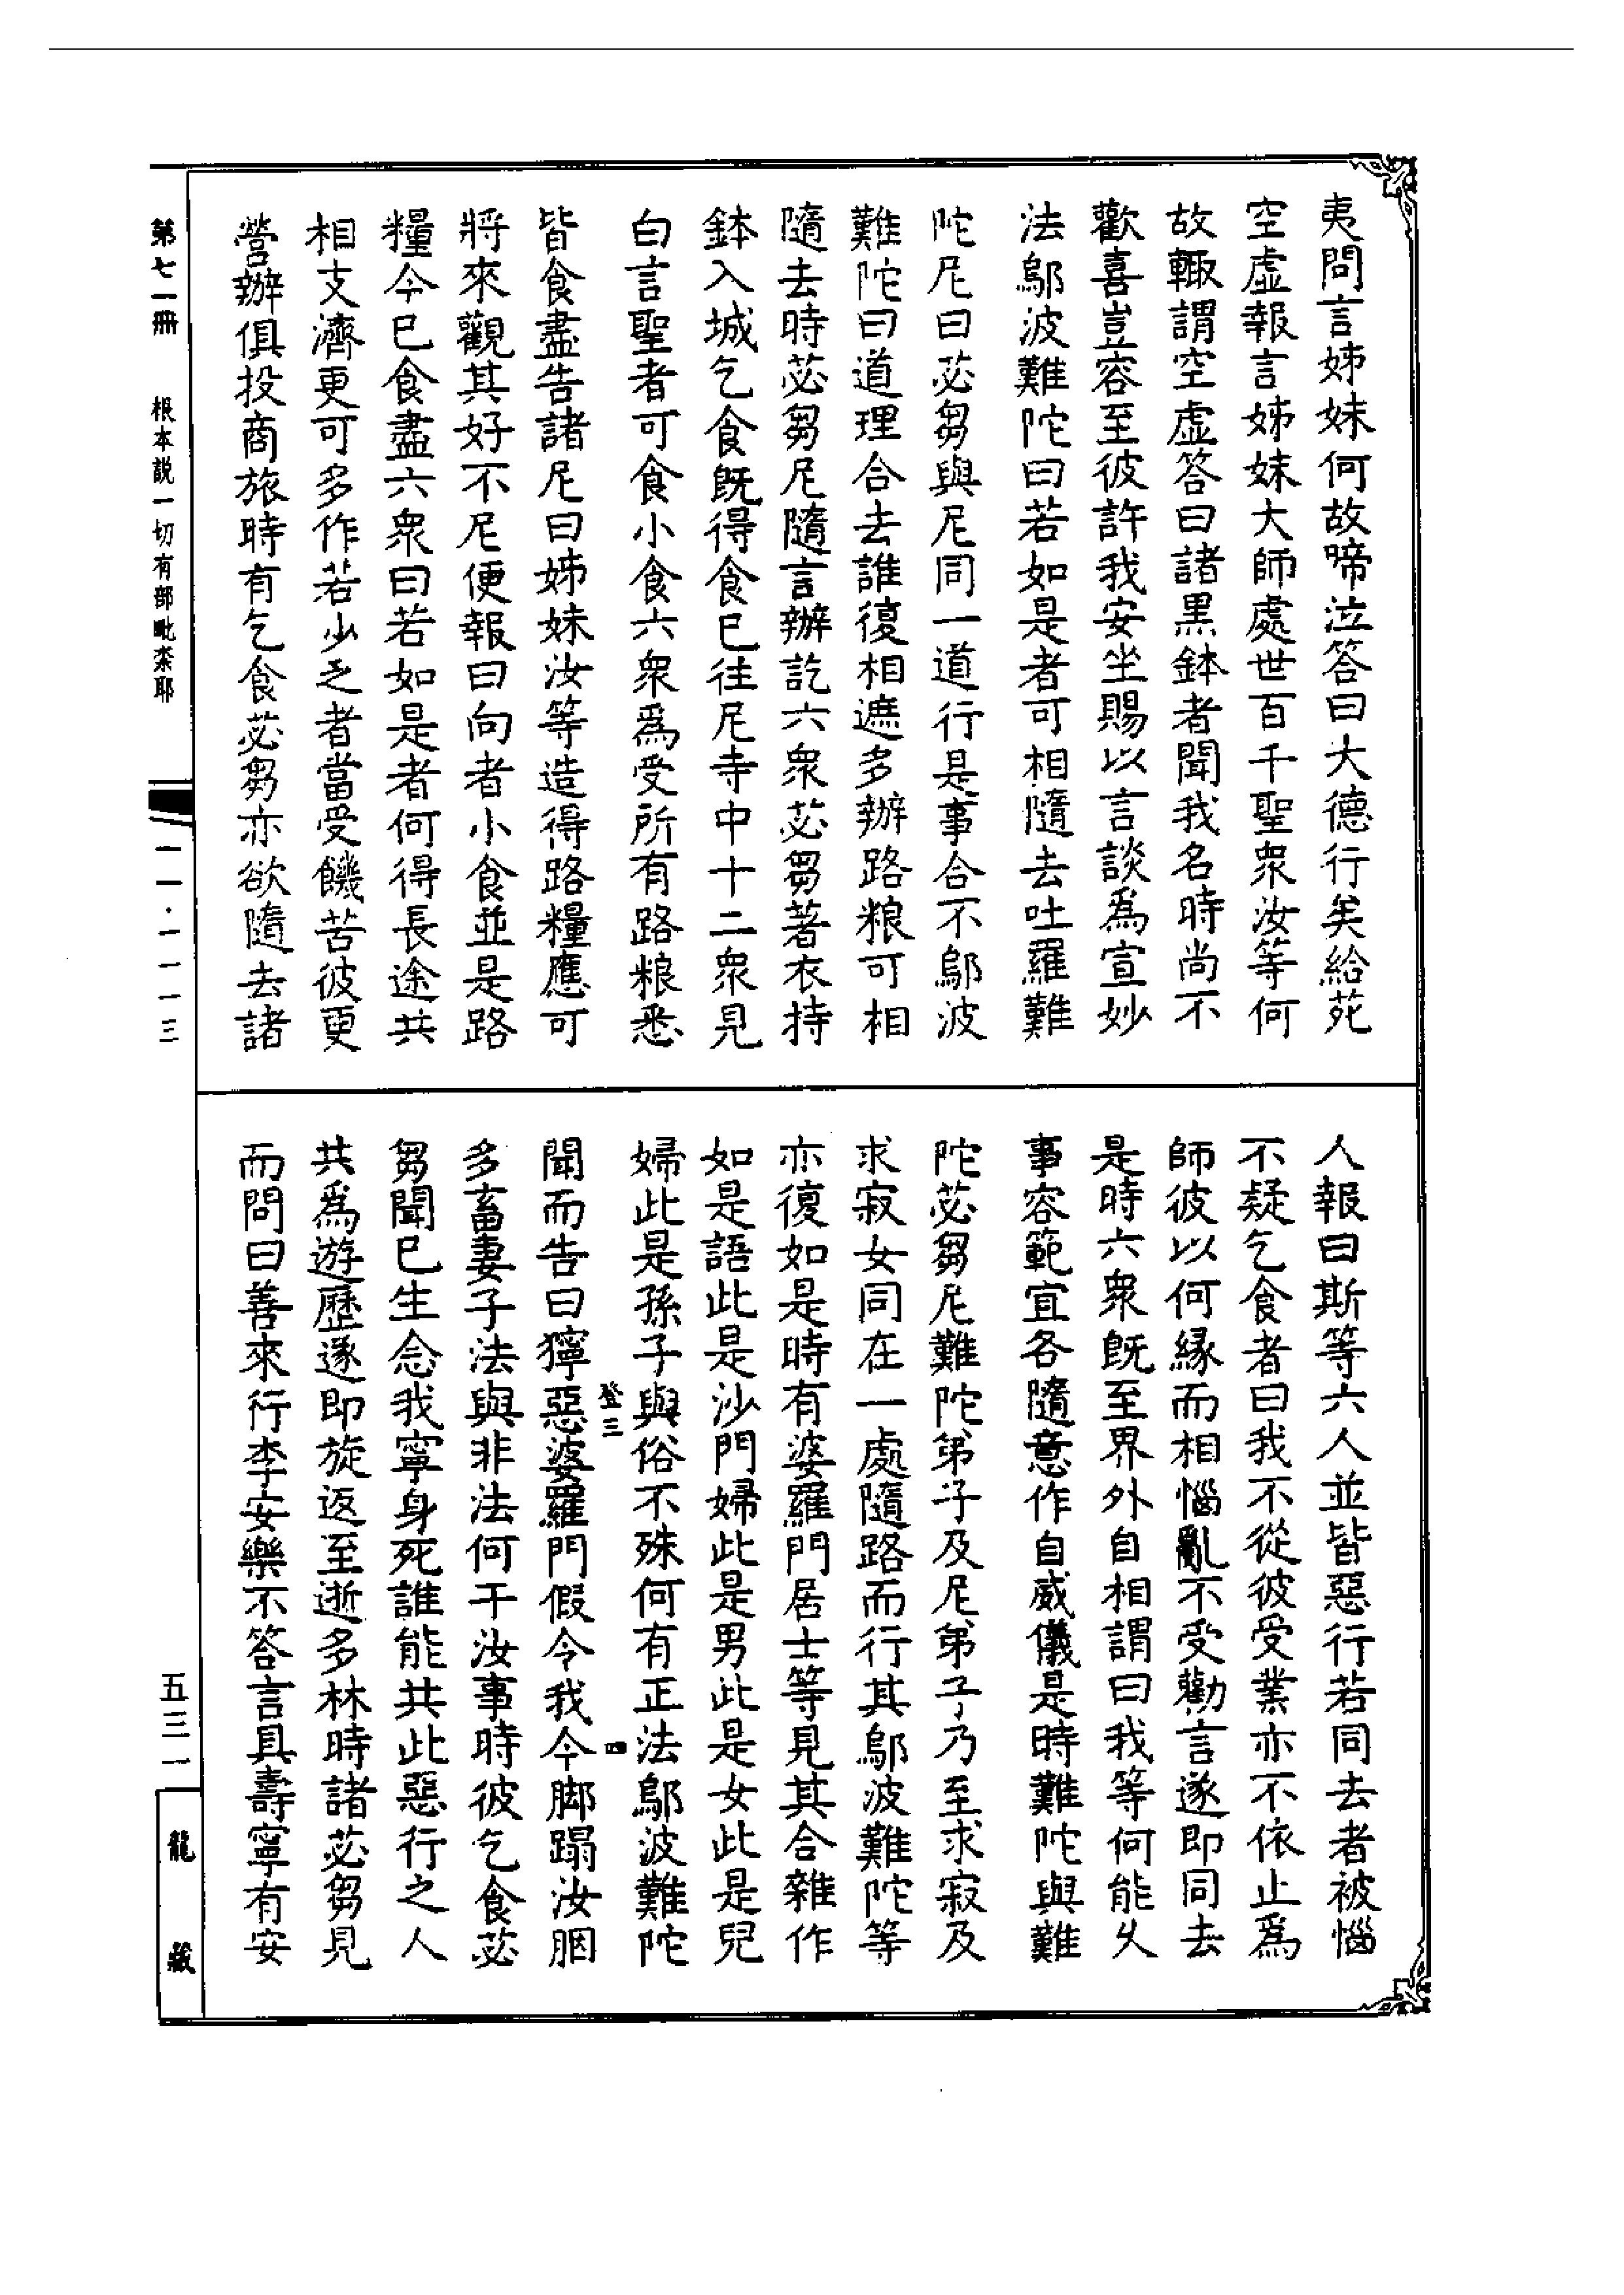 夷問言姊妹何故啼泣答曰大德行矣給苑
空虛報言姊妹大師處世百千聖衆汝等何
故輙謂空虛答曰諸黑鉢者聞我名時尚不
歡喜豈容至彼許我安坐賜以言談為宣妙
法鄔波難陀曰若如是者可相隨去吐羅難
陀尼曰苾芻與尼同一道行是事合不鄔波
難陀曰道理合去誰復相遮多辦路粮可相
隨去時苾芻尼隨言辦訖六衆苾芻著衣持
鉢入城乞食旣得食已往尼寺中十二衆見
白言聖者可食小食六衆爲受所有路粮悉
皆食盡告諸尼曰姊妹汝等造得路糧應可
將來觀其好不尼便報曰向者小食並是路
糧今已食盡六衆曰若如是者何得長途共
相支濟更可多作若少乏者當受饑苦彼更
營辦俱投商旅時有乞食苾芻亦欲隨去諸
人報曰斯等六人並皆惡行若同去者被惱
不疑乞食者曰我不從彼受業亦不依止爲
師彼以何緣而相惱亂不受勸言遂即同去
是時六衆旣至界外自相謂曰我等何能乆
事容範宜各隨意作自威儀是時難陀與難
陀苾芻尼難陀弟子及尼弟子乃至求寂及
求寂女同在一處隨路而行其鄔波難陀等
亦復如是時有婆羅門居士等見其合雜作
如是語此是沙門婦此是男此是女此是兒
婦此是孫子與俗不殊何有正法鄔波難陀
登三
四
聞而告曰獰惡婆羅門假令我今脚蹋汝胭
多畜妻子法與非法何干汝事時彼乞食苾
芻聞已生念我寧身死誰能共此惡行之人
共爲遊歷遂即旋返至逝多林時諸苾芻見
而問曰善來行李安樂不答言具壽寧有安
第七一冊
根本説一切有部毗柰耶
一一·一一一三
五三一
龍藏